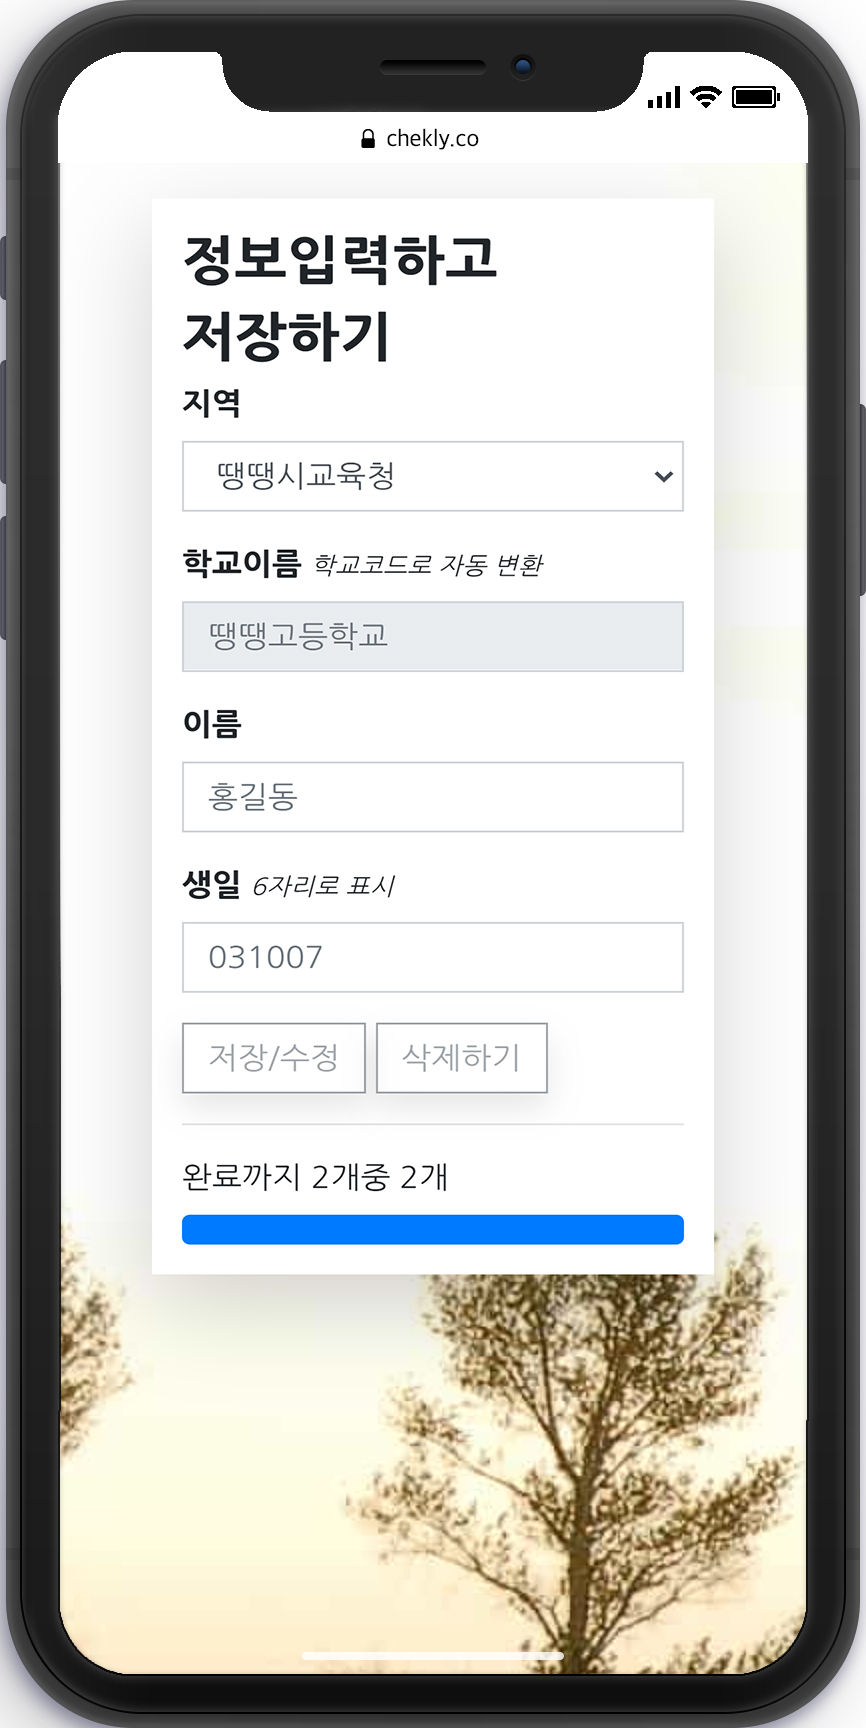 chekly.co
정보입력하고
저장하기
지역
땡땡시교육청
학교이름 학교코드로 자동 변환
땡땡고등학교
이름
홍길동
생일 6자리로 표시
031007
저장/수정 삭제하기
완료까지 2개중 2개